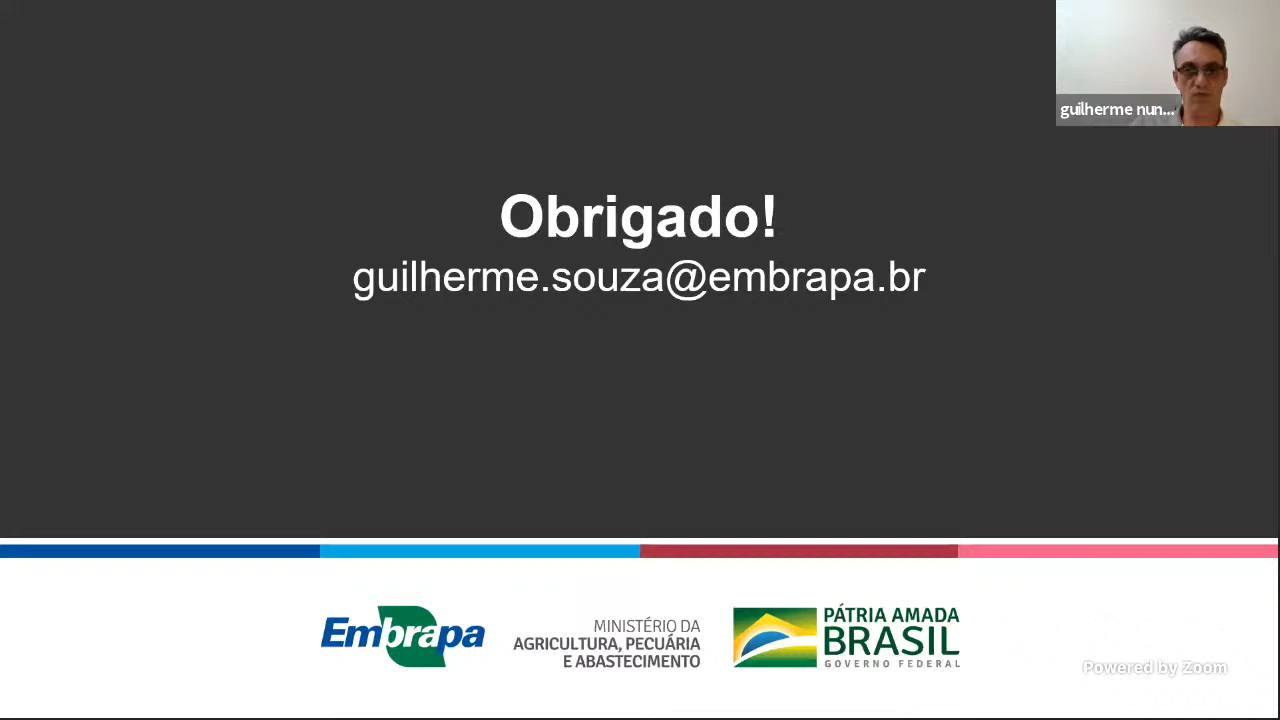 guilherme nun...
Obrigado!
guilherme.souza@embrapa.br
Embrapa
MINISTÉRIO DA
AGRICULTURA, PECUÁRIA
E ABASTECIMENTO
PÁTRIA AMADA
BRASIL
GOVERNO FEDERAL
Powered by Zoom